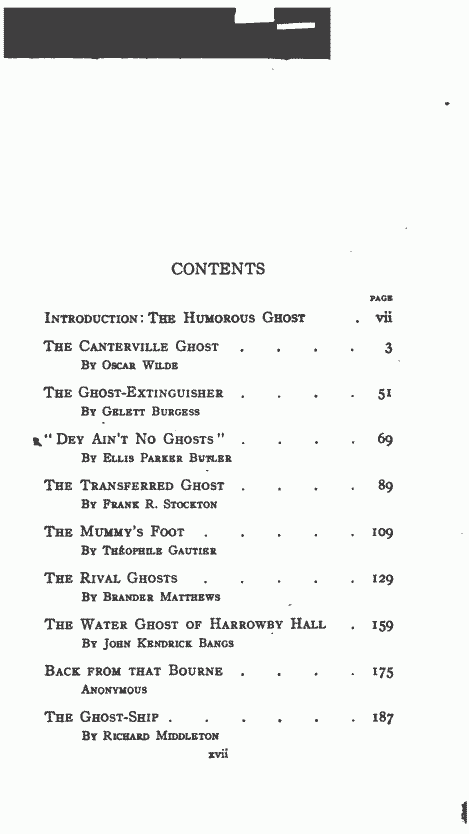 CONTENTS
PAGE
INTRODUCTION: THE HUMOROUS GHOST . vii
THE CANTERVILLE GHOST . . . . 3
BY OSCAR WILDE
THE GHOST-EXTINGUISHER . . . . 51
BY GELETT BURGESS
"DEY AIN'T NO GHOSTS" . . . . 69
BY ELLIS PARKER BUTLER
THE TRANSFERRED GHOST . . . . 89
BY FRANK R. STOCKTON
THE MUMMY'S FOOT . . . . . 109
BY THÉOPHILE GAUTIER
THE RIVAL GHOSTS . . . . . 129
BY BRANDER MATTHEWS
THE WATER GHOST OF HARROWBY HALL . 159
BY JOHN KENDRICK BANGS
BACK FROM THAT BOURNE . . . . 175
ANONYMOUS
THE GHOST-SHIP . . . . . . 187
BY RICHARD MIDDLETON
xvii